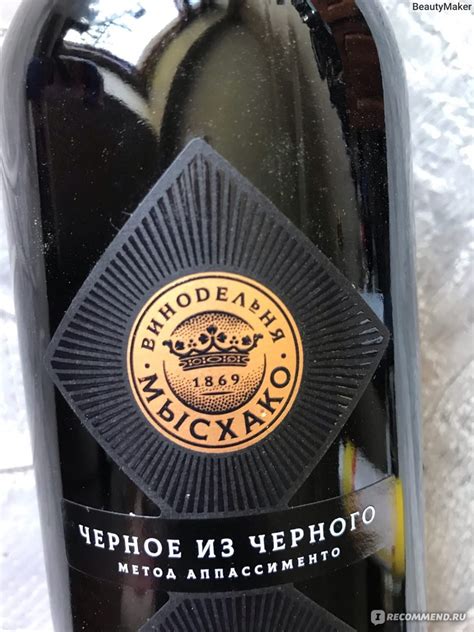 BeautyMaker
ВИНОДЕЛЬНЯ
1869
МЫСХАКО
ЧЕРНОЕ ИЗ ЧЕРНОГО
МЕТОД АППАССИМЕНТО
i RECOMMEND.RU